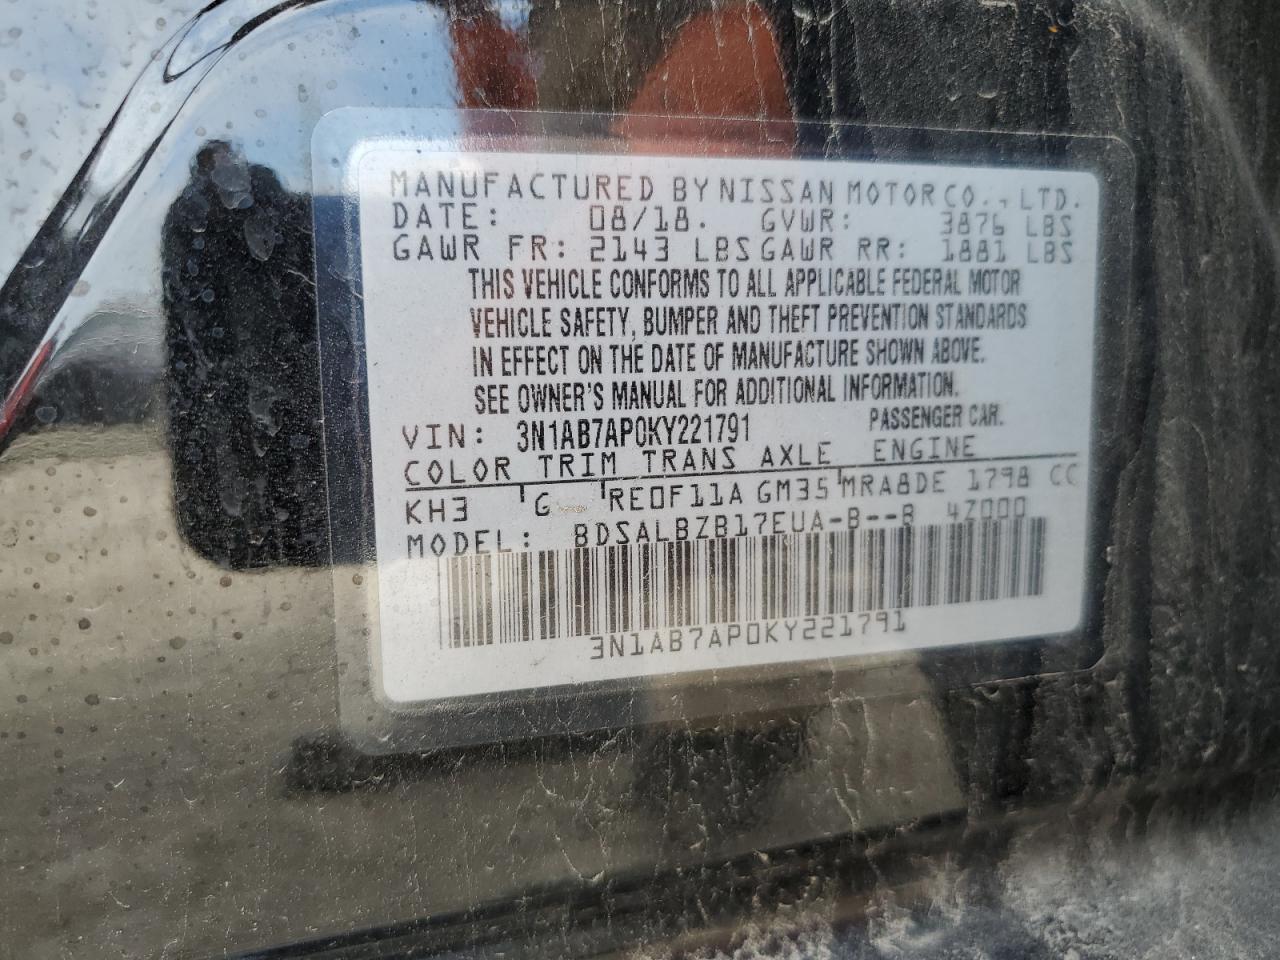 MANUFACTURED BY NISSAN MOTOR CO., LTD.
DATE: 08/18. GVWR: 3876 LBS
GAWR FR: 2143 LBS GAWR RR: 1881 LBS
THIS VEHICLE CONFORMS TO ALL APPLICABLE FEDERAL MOTOR
VEHICLE SAFETY, BUMPER AND THEFT PREVENTION STANDARDS
IN EFFECT ON THE DATE OF MANUFACTURE SHOWN ABOVE.
SEE OWNER'S MANUAL FOR ADDITIONAL INFORMATION.
VIN: 3N1AB7AP0KY221791 PASSENGER CAR.
COLOR TRIM TRANS AXLE ENGINE
KH3 G RE0F11A GM35 MRA8DE 1798 CC
MODEL: BDSALBZB17EUA-B--B 4Z000
3N1AB7AP0KY221791